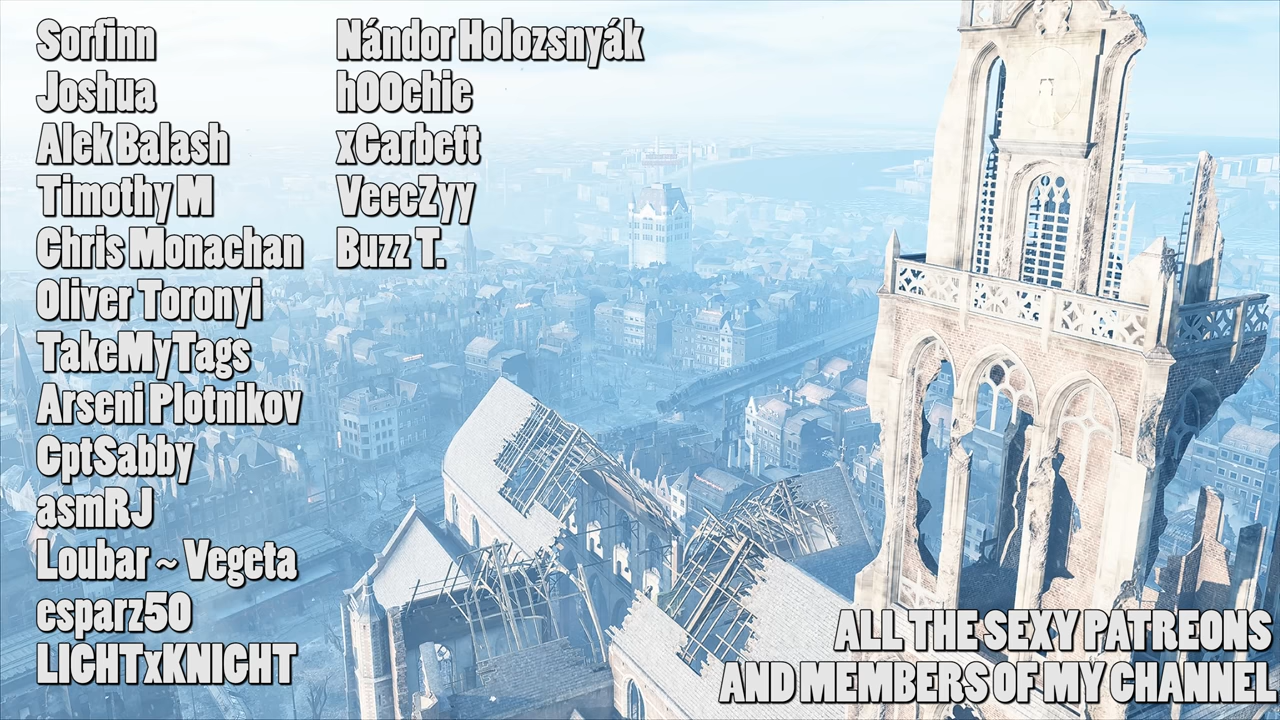 Sorfinn
Joshua
Alek Balash
Timothy M
Chris Monachan
Oliver Toronyi
TakeMyTags
Arseni Plotnikov
CptSabby
asmRJ
Loubar ~ Vegeta
esparz50
LIGHTxKNIGHT
Nándor Holozsnyák
h00chie
xGarbett
VeeeZyy
Buzz T.
ALL THE SEXY PATREONS
AND MEMBERS OF MY CHANNEL